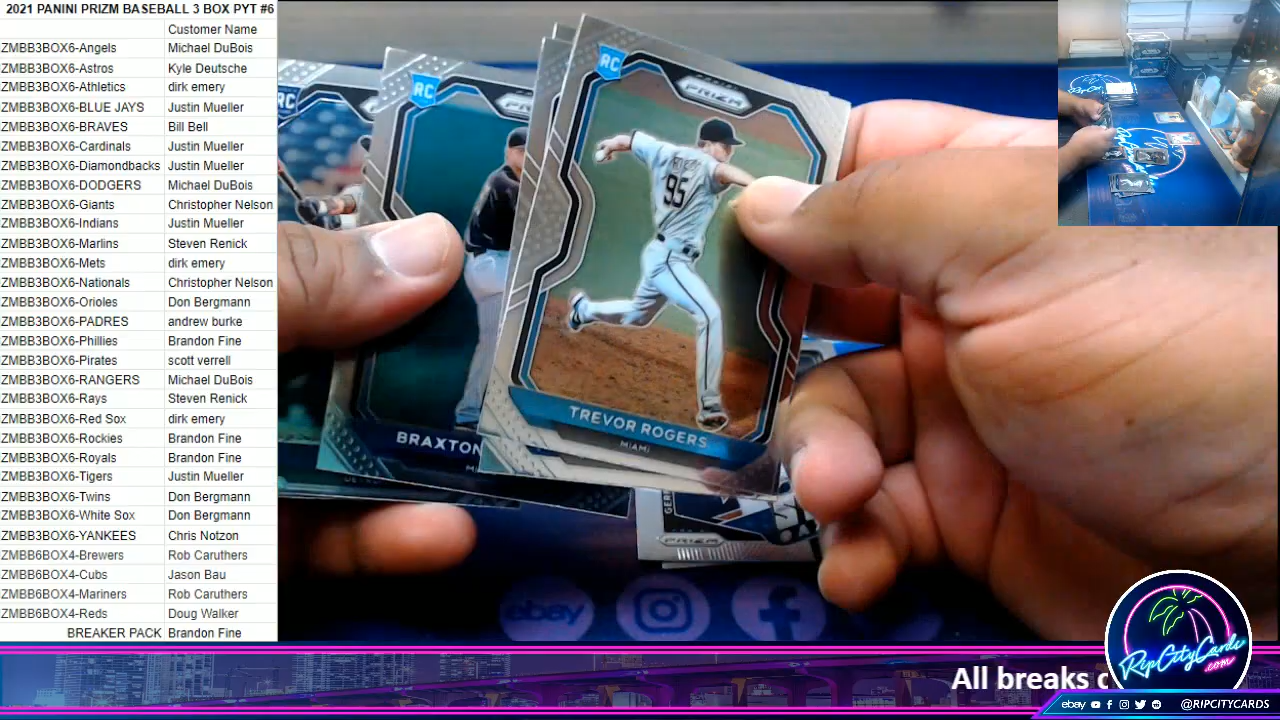 2021 PANINI PRIZM BASEBALL 3 BOX PYT #6
Customer Name
ZMBB3BOX6-Angels Michael DuBois
ZMBB3BOX6-Astros Kyle Deutsche
ZMBB3BOX6-Athletics dirk emery
ZMBB3BOX6-BLUE JAYS Justin Mueller
ZMBB3BOX6-BRAVES Bill Bell
ZMBB3BOX6-Cardinals Justin Mueller
ZMBB3BOX6-Diamondbacks Justin Mueller
ZMBB3BOX6-DODGERS Michael DuBois
ZMBB3BOX6-Giants Christopher Nelson
ZMBB3BOX6-Indians Justin Mueller
ZMBB3BOX6-Marlins Steven Renick
ZMBB3BOX6-Mets dirk emery
ZMBB3BOX6-Nationals Christopher Nelson
ZMBB3BOX6-Orioles Don Bergmann
ZMBB3BOX6-PADRES andrew burke
ZMBB3BOX6-Phillies Brandon Fine
ZMBB3BOX6-Pirates scott verrell
ZMBB3BOX6-RANGERS Michael DuBois
ZMBB3BOX6-Rays Steven Renick
ZMBB3BOX6-Red Sox dirk emery
ZMBB3BOX6-Rockies Brandon Fine
ZMBB3BOX6-Royals Brandon Fine
ZMBB3BOX6-Tigers Justin Mueller
ZMBB3BOX6-Twins Don Bergmann
ZMBB3BOX6-White Sox Don Bergmann
ZMBB3BOX6-YANKEES Chris Notzon
ZMBB6BOX4-Brewers Rob Caruthers
ZMBB6BOX4-Cubs Jason Bau
ZMBB6BOX4-Mariners Rob Caruthers
ZMBB6BOX4-Reds Doug Walker
BREAKER PACK Brandon Fine
RC
RC
RC
PRIZM
95
TREVOR ROGERS
MIAMI
BRAXTON
MI
PRIZM
ebay
All breaks
RipCityCards
.com
ebay @RIPCITYCARDS